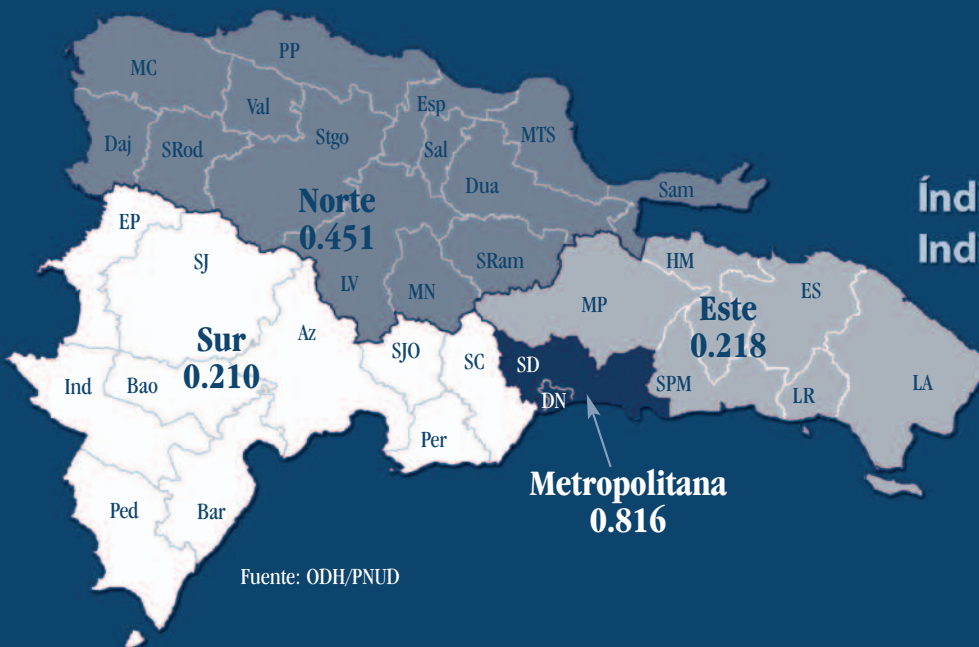 PP
MC
Val
Esp
Stgo
MTS
Daj
SRod
Sal
Dua
Sam
Norte
0.451
Índ
Ind
EP
SJ
SRam
HM
LV
MN
MP
ES
Az
Este
0.218
Sur
0.210
SJO
SC
SD
Ind
Bao
SPM
LR
LA
DN
Per
Metropolitana
0.816
Ped
Bar
Fuente: ODH/PNUD